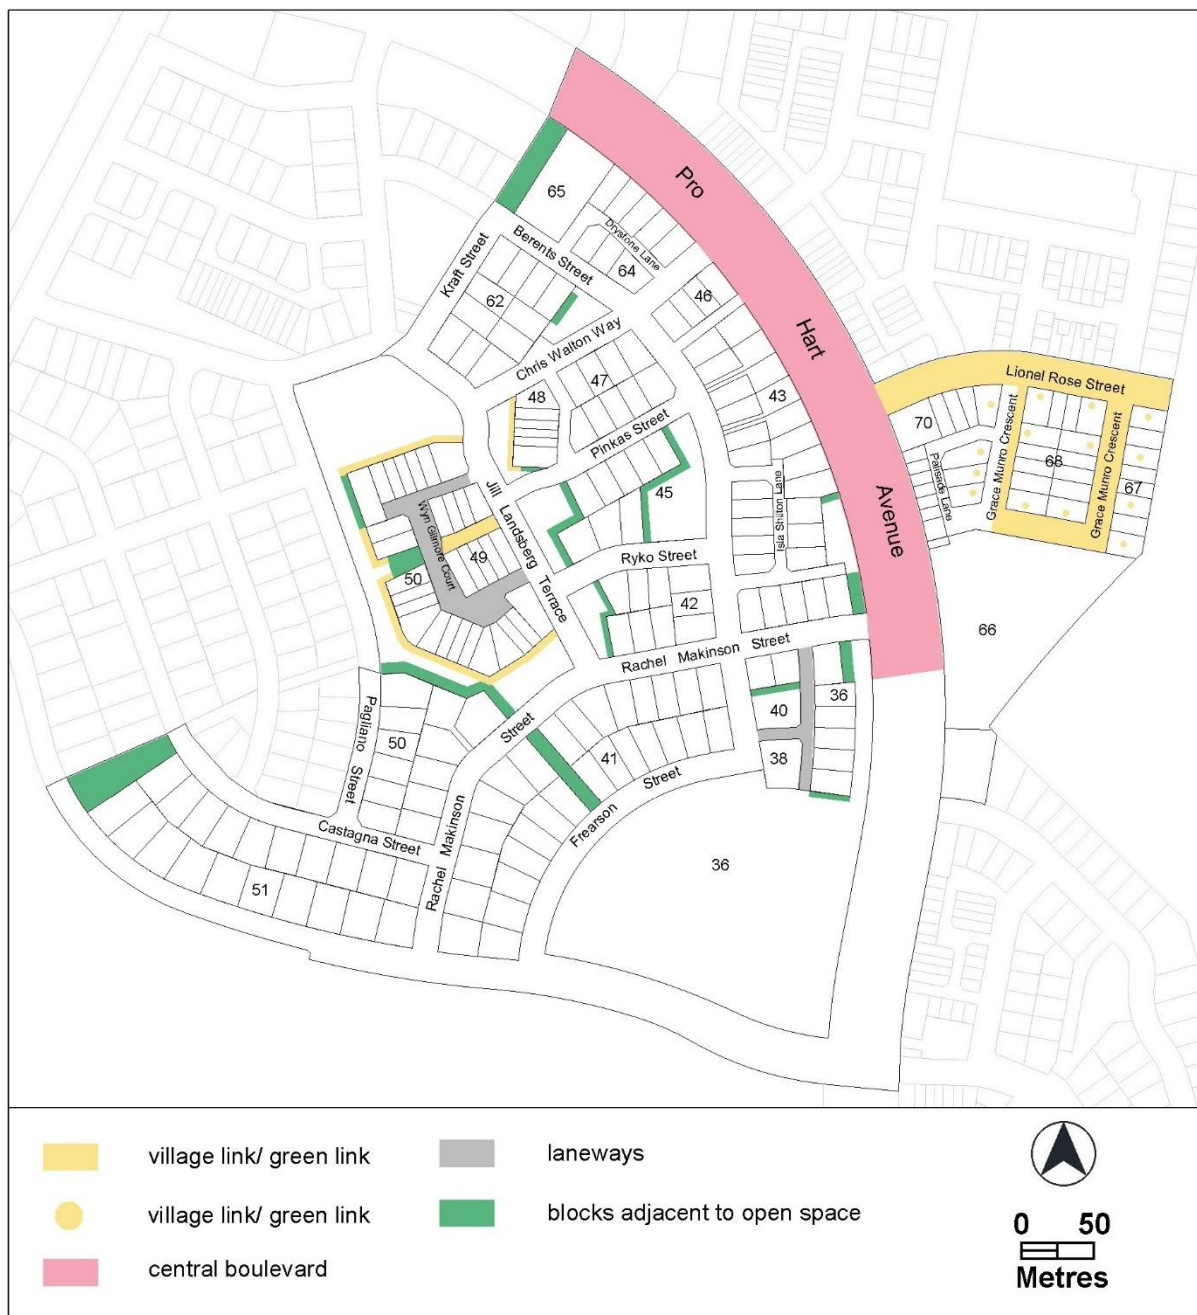 Pro
Hart
Avenue
65
Drystone Lane
Berents Street
64
Kraft Street
62
46
Chris Walton Way
47
48
43
Lionel Rose Street
70
Grace Munro Crescent
68
Grace Munro Crescent
67
Palisade Lane
Pinkas Street
45
Jill Landsberg Terrace
Isla Shilton Lane
Wyn Gilmore Court
49
50
Ryko Street
42
66
Rachel Makinson Street
36
40
38
Pagliano Street
50
Street
41
Frearson Street
36
Castagna Street
Rachel Makinson
51
village link/ green link
laneways
village link/ green link
blocks adjacent to open space
central boulevard
0 50
Metres